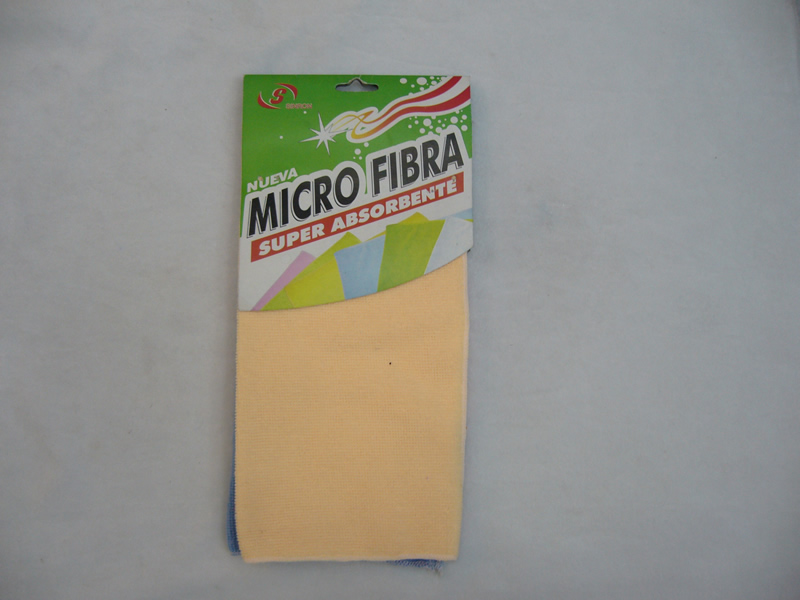 S
NUEVA
MICRO FIBRA
SUPER ABSORBENTE